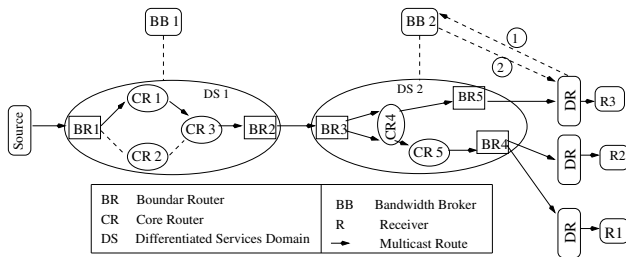 BB 1
BB 2
1
2
DS 1
DS 2
Source
BR1
CR 1
CR 2
CR 3
BR2
BR3
CR4
CR 5
BR5
BR4
DR
R3
DR
R2
DR
R1
BR Boundar Router
CR Core Router
DS Differentiated Services Domain
BB Bandwidth Broker
R Receiver
Multicast Route